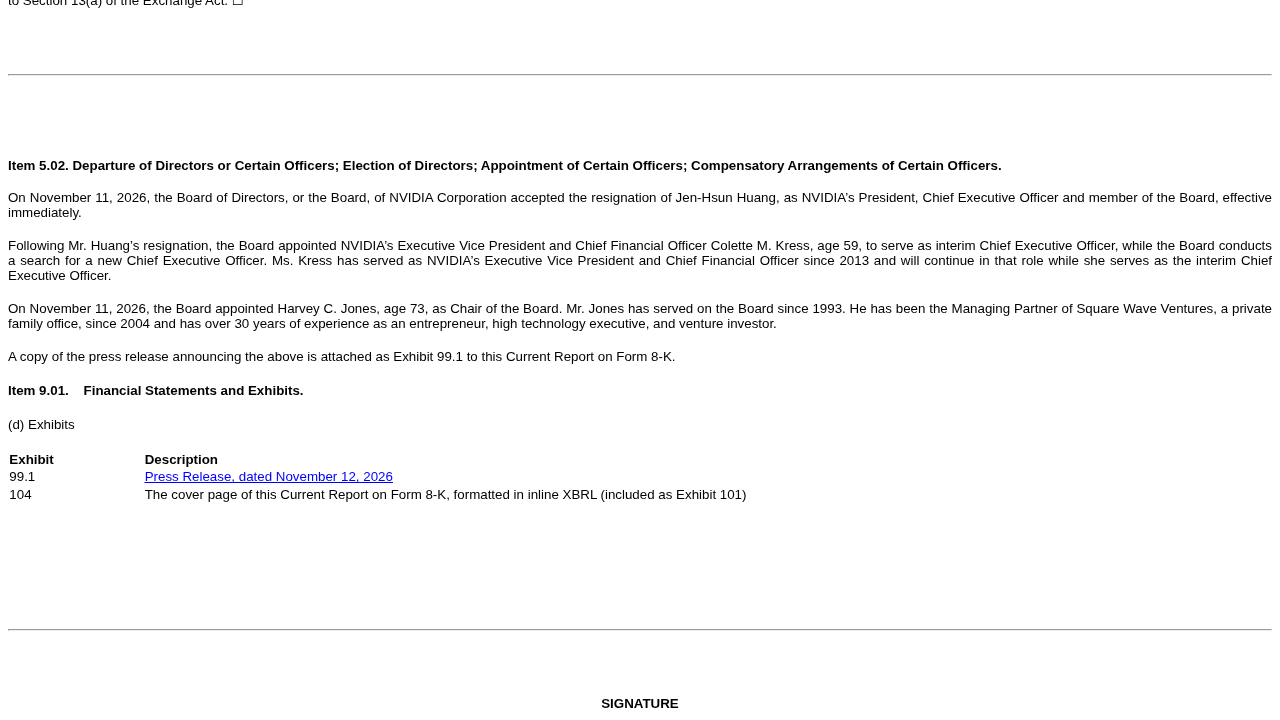 to Section 13(a) of the Exchange Act. ☐
Item 5.02. Departure of Directors or Certain Officers; Election of Directors; Appointment of Certain Officers; Compensatory Arrangements of Certain Officers.
On November 11, 2026, the Board of Directors, or the Board, of NVIDIA Corporation accepted the resignation of Jen-Hsun Huang, as NVIDIA’s President, Chief Executive Officer and member of the Board, effective
immediately.
Following Mr. Huang’s resignation, the Board appointed NVIDIA’s Executive Vice President and Chief Financial Officer Colette M. Kress, age 59, to serve as interim Chief Executive Officer, while the Board conducts
a search for a new Chief Executive Officer. Ms. Kress has served as NVIDIA’s Executive Vice President and Chief Financial Officer since 2013 and will continue in that role while she serves as the interim Chief
Executive Officer.
On November 11, 2026, the Board appointed Harvey C. Jones, age 73, as Chair of the Board. Mr. Jones has served on the Board since 1993. He has been the Managing Partner of Square Wave Ventures, a private
family office, since 2004 and has over 30 years of experience as an entrepreneur, high technology executive, and venture investor.
A copy of the press release announcing the above is attached as Exhibit 99.1 to this Current Report on Form 8-K.
Item 9.01. Financial Statements and Exhibits.
(d) Exhibits
Exhibit Description
99.1 Press Release, dated November 12, 2026
104 The cover page of this Current Report on Form 8-K, formatted in inline XBRL (included as Exhibit 101)
SIGNATURE